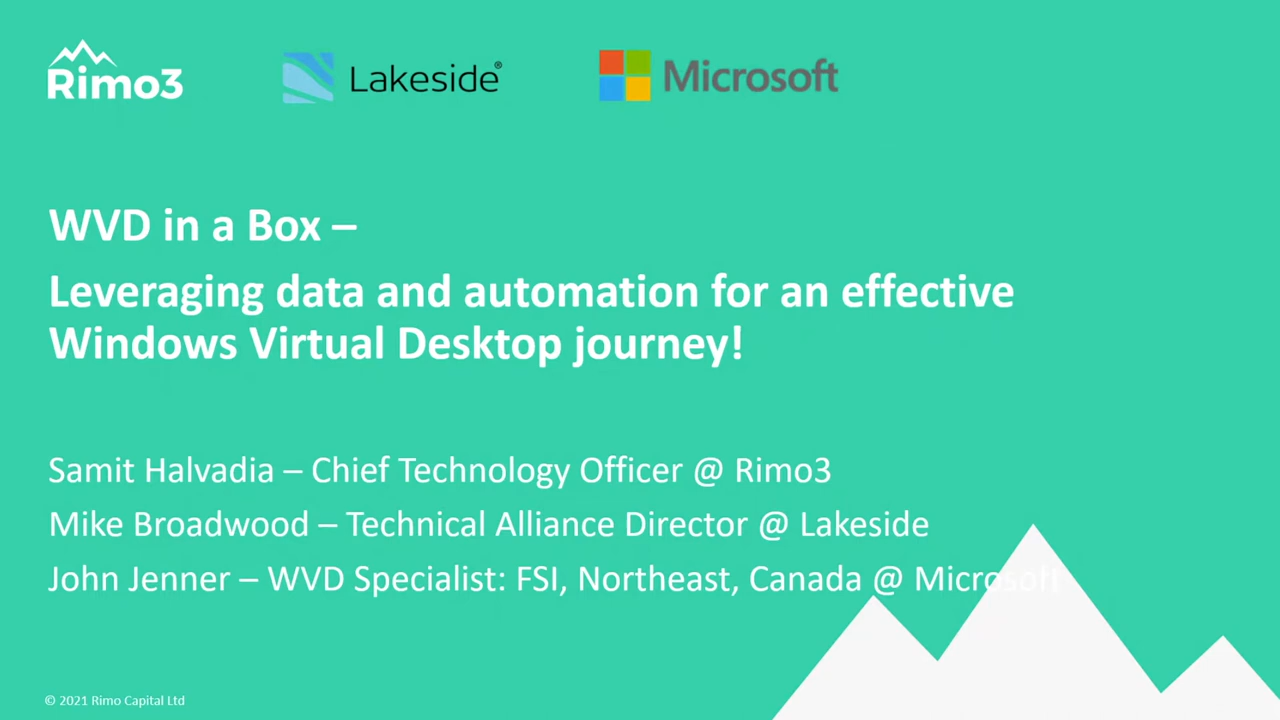 Rimo3
Lakeside®
Microsoft
WVD in a Box –
Leveraging data and automation for an effective
Windows Virtual Desktop journey!
Samit Halvadia – Chief Technology Officer @ Rimo3
Mike Broadwood – Technical Alliance Director @ Lakeside
John Jenner – WVD Specialist: FSI, Northeast, Canada @ Microsoft
© 2021 Rimo Capital Ltd